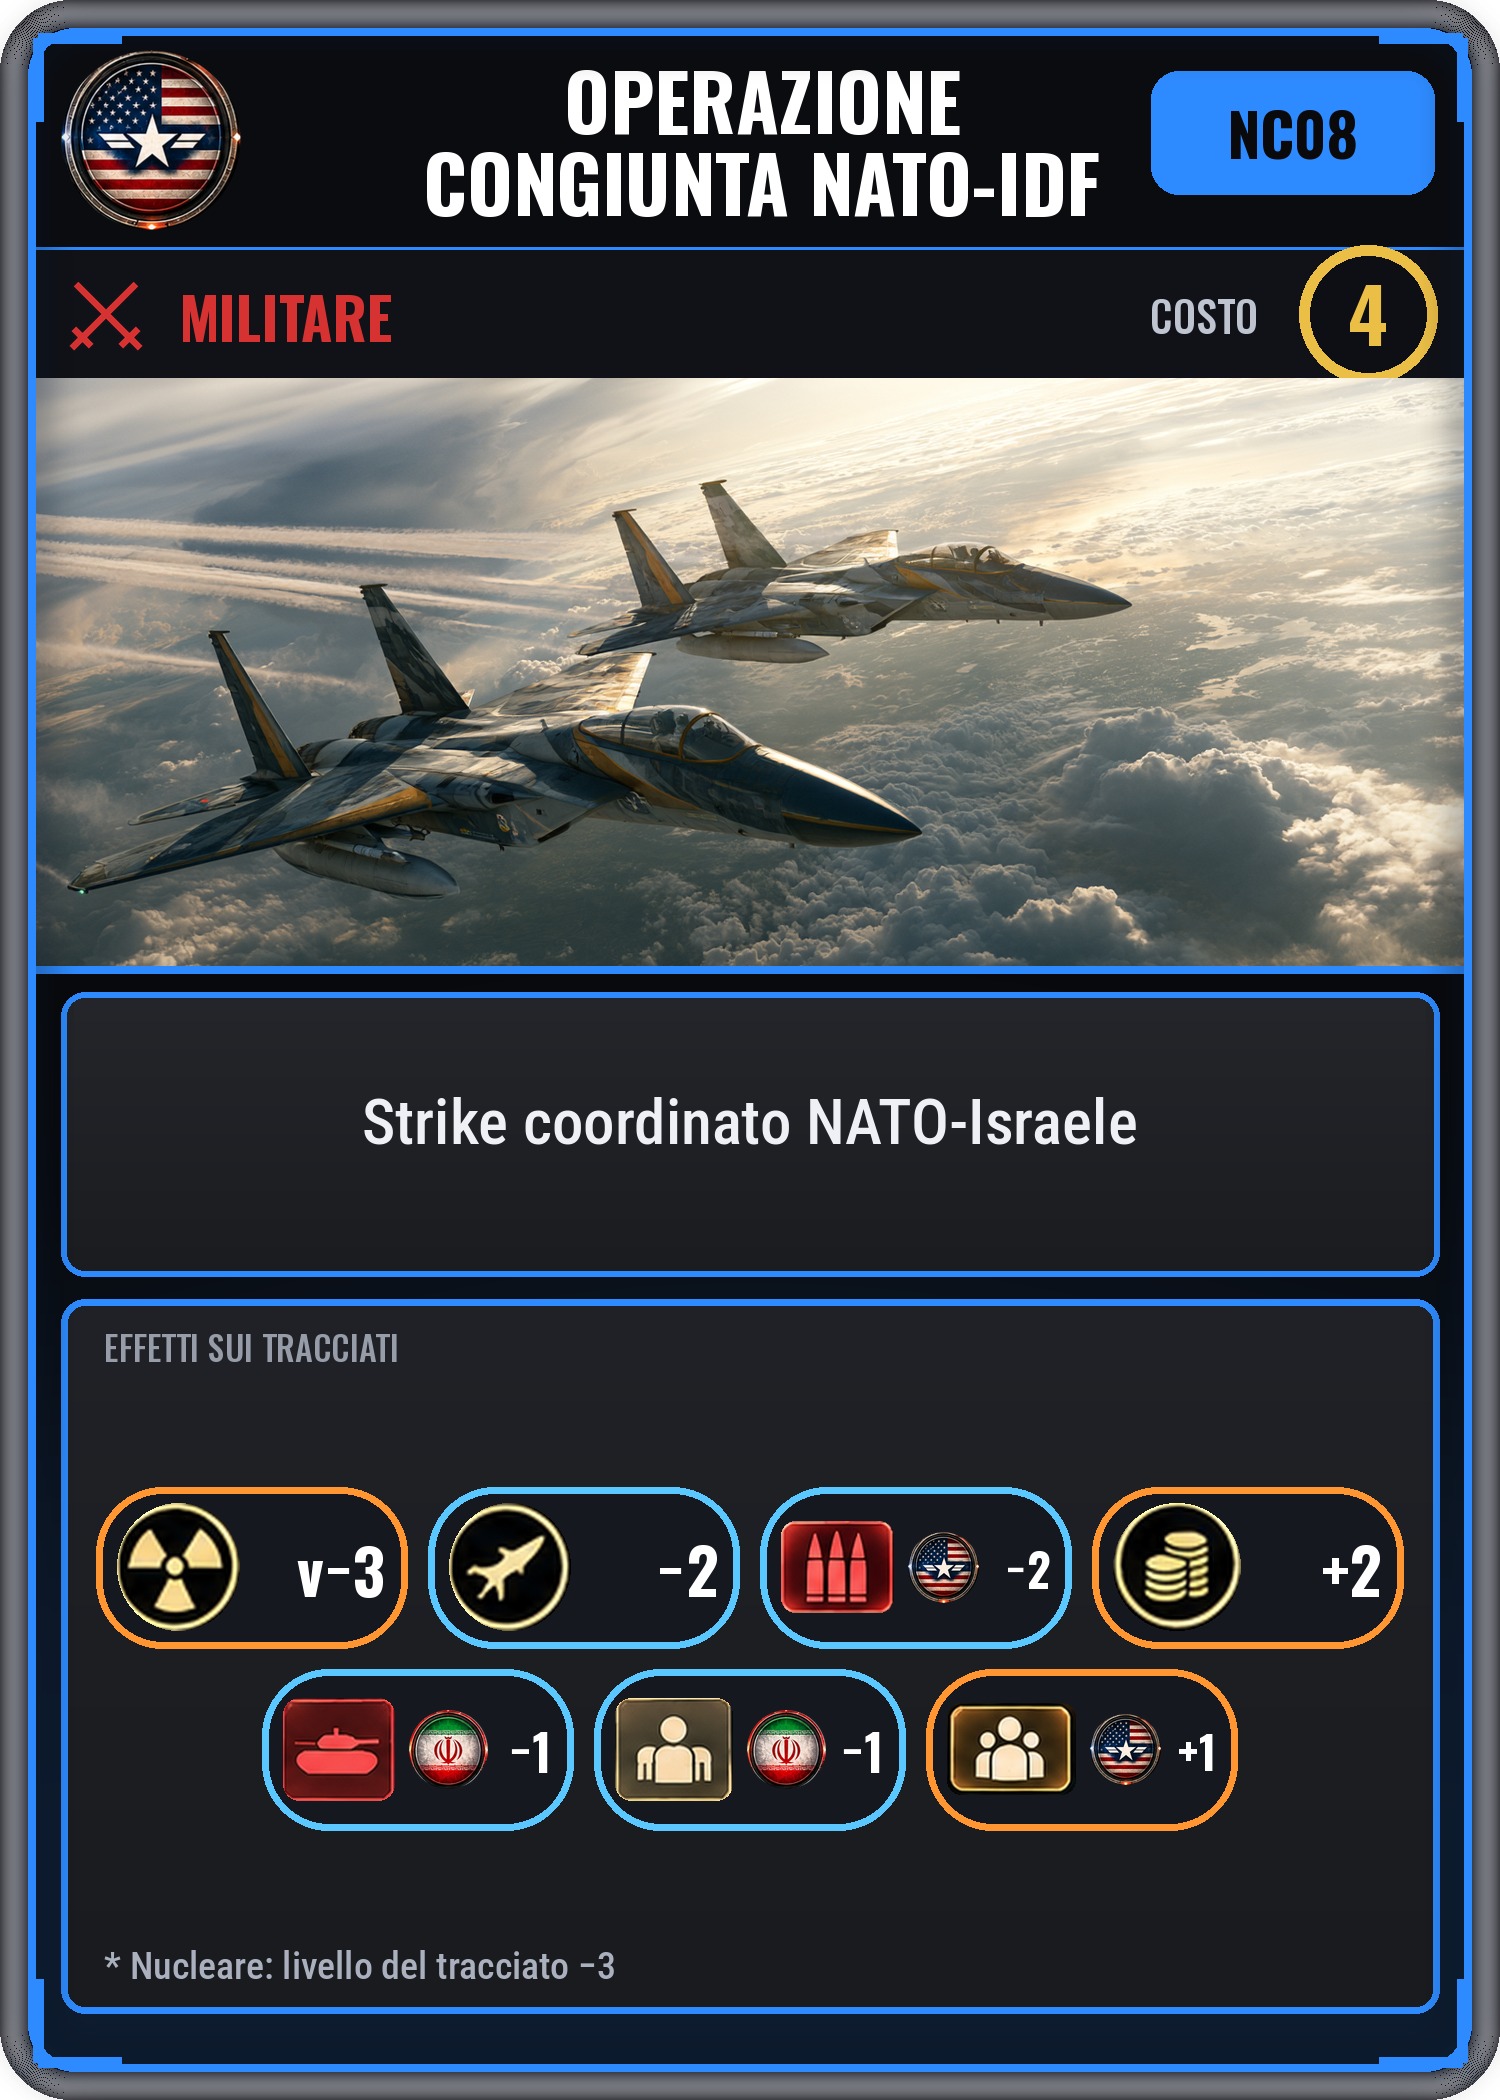 OPERAZIONE
CONGIUNTA NATO-IDF
NC08
MILITARE
COSTO
4
Strike coordinato NATO-Israele
EFFETTI SUI TRACCIATI
v−3
−2
−2
+2
−1
−1
+1
* Nucleare: livello del tracciato −3